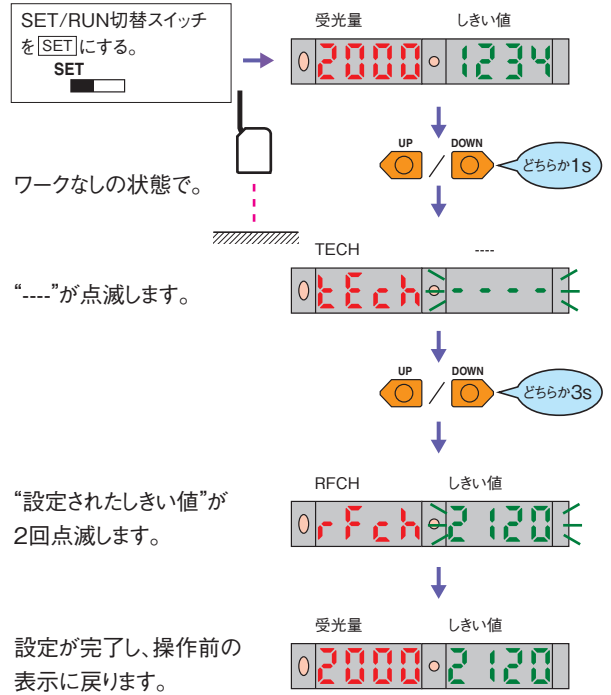 SET/RUN切替スイッチ
をSETにする。
SET
受光量 しきい値
2000 1234
UP / DOWN どちらか1s
ワークなしの状態で。
TECH ----
tEch ----
“----”が点滅します。
UP / DOWN どちらか3s
RFCH しきい値
rFch 2120
“設定されたしきい値”が
2回点滅します。
受光量 しきい値
2000 2120
設定が完了し、操作前の
表示に戻ります。